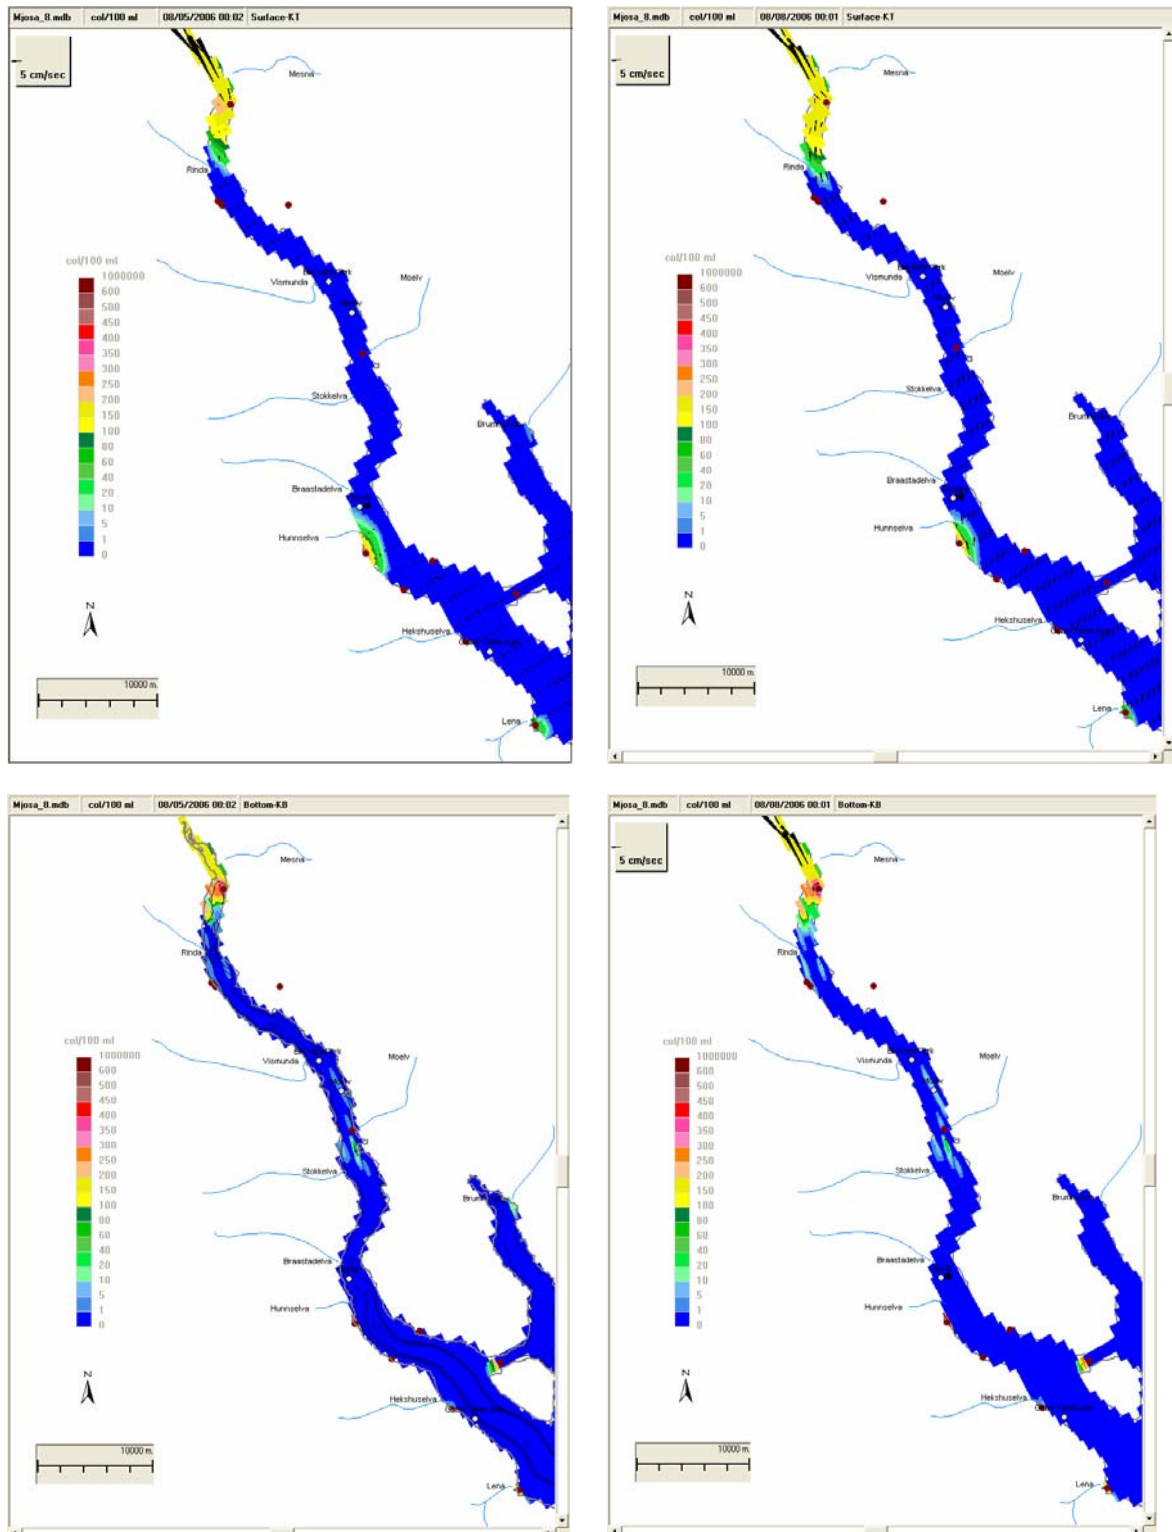 Mjosa_8.mdb col/100 ml 08/05/2006 00:02 Surface-KT
5 cm/sec
Mesna
Rinda
col/100 ml
1000000
600
500
450
400
350
300
250
200
150
100
80
60
40
20
10
5
1
0
Vismunda
Moelv
Stokkelva
Braastadelva
Hunnselva
N
Hekshuselva
10000 m.
Lena
Mjosa_8.mdb col/100 ml 08/08/2006 00:01 Surface-KT
5 cm/sec
Mesna
Rinda
col/100 ml
1000000
600
500
450
400
350
300
250
200
150
100
80
60
40
20
10
5
1
0
Vismunda
Moelv
Stokkelva
Braastadelva
Hunnselva
N
Hekshuselva
10000 m.
Lena
Mjosa_8.mdb col/100 ml 08/05/2006 00:02 Bottom-KB
Mesna
Rinda
col/100 ml
1000000
600
500
450
400
350
300
250
200
150
100
80
60
40
20
10
5
1
0
Vismunda
Moelv
Stokkelva
Braastadelva
Hunnselva
N
Hekshuselva
10000 m.
Lena
Mjosa_8.mdb col/100 ml 08/08/2006 00:01 Bottom-KB
5 cm/sec
Mesna
Rinda
col/100 ml
1000000
600
500
450
400
350
300
250
200
150
100
80
60
40
20
10
5
1
0
Vismunda
Moelv
Stokkelva
Braastadelva
Hunnselva
N
Hekshuselva
10000 m.
Lena